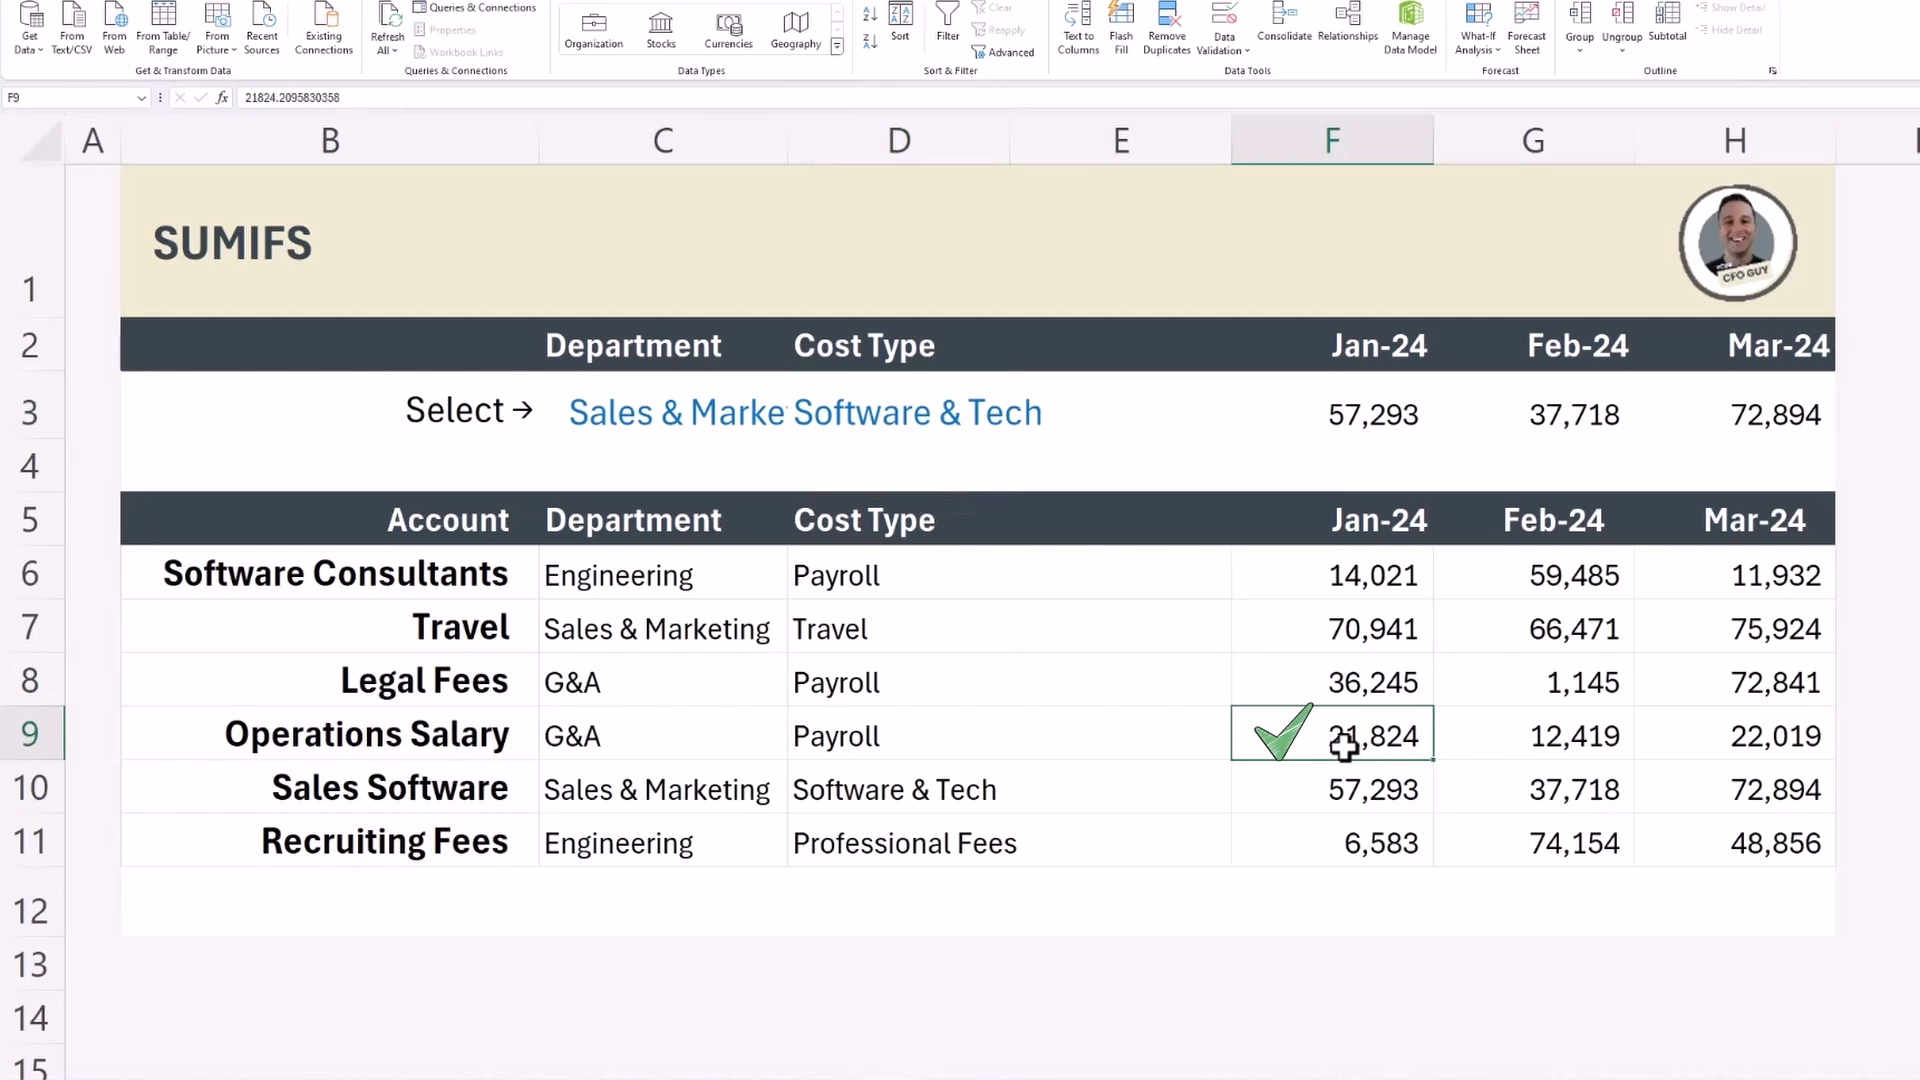 Get Data
From Text/CSV
From Web
From Table/ Range
From Picture
Recent Sources
Existing Connections
Get & Transform Data
Refresh All
Queries & Connections
Properties
Workbook Links
Queries & Connections
Organization
Stocks
Currencies
Geography
Data Types
Sort
Filter
Clear
Reapply
Advanced
Sort & Filter
Text to Columns
Flash Fill
Remove Duplicates
Data Validation
Consolidate
Relationships
Manage Data Model
Data Tools
What-If Analysis
Forecast Sheet
Forecast
Group
Ungroup
Subtotal
Show Detail
Hide Detail
Outline
F9 fx 21824.2095830358
A B C D E F G H
1 SUMIFS CFO GUY
2 Department Cost Type Jan-24 Feb-24 Mar-24
3 Select → Sales & Marke Software & Tech 57,293 37,718 72,894
4
5 Account Department Cost Type Jan-24 Feb-24 Mar-24
6 Software Consultants Engineering Payroll 14,021 59,485 11,932
7 Travel Sales & Marketing Travel 70,941 66,471 75,924
8 Legal Fees G&A Payroll 36,245 1,145 72,841
9 Operations Salary G&A Payroll 21,824 12,419 22,019
10 Sales Software Sales & Marketing Software & Tech 57,293 37,718 72,894
11 Recruiting Fees Engineering Professional Fees 6,583 74,154 48,856
12
13
14
15